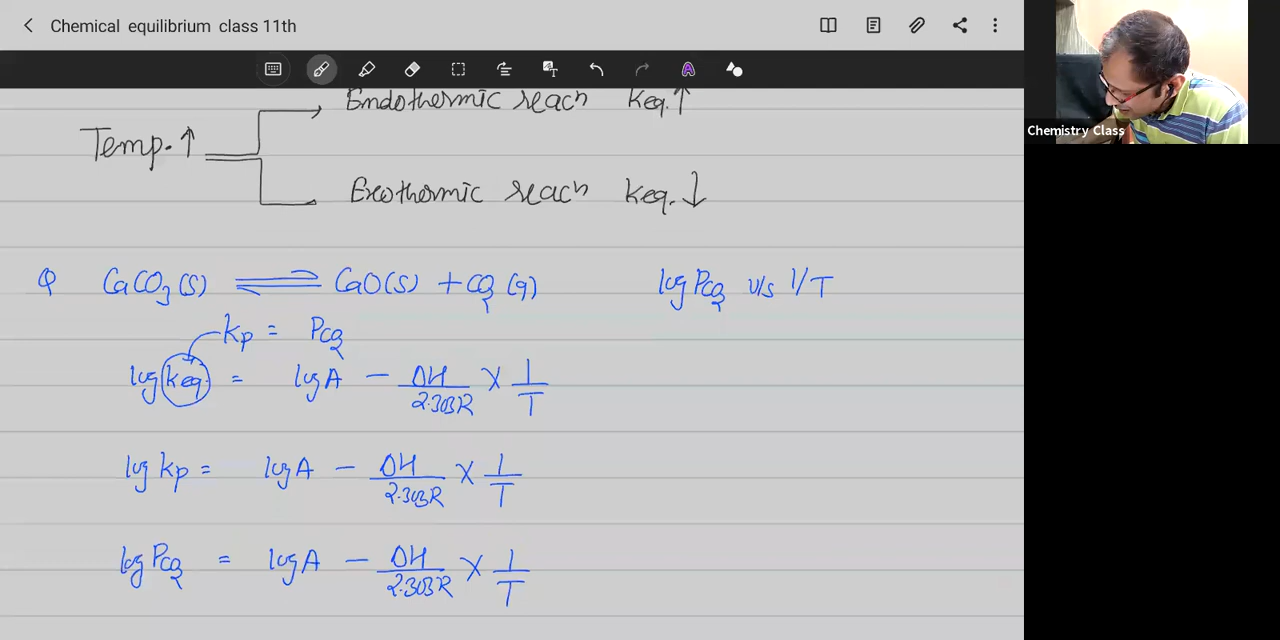 Chemical equilibrium class 11th
Chemistry Class
Endothermic reach Keq.↑
Temp.↑
Exothermic reach Keq.↓
Q CaCO3(s) ⇌ CaO(s) + CO2(g) log PCO2 v/s 1/T
Kp = PCO2
log Keq. = log A - ΔH/2.303R × 1/T
log Kp = log A - ΔH/2.303R × 1/T
log PCO2 = log A - ΔH/2.303R × 1/T